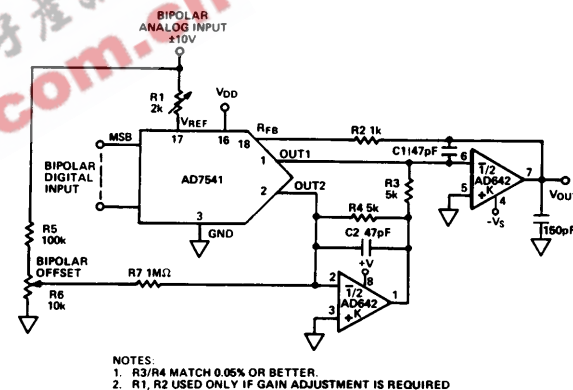 BIPOLAR
ANALOG INPUT
±10V
R1
2k
VDD
VREF
17
16
18
RFB
R2 1k
C1 47pF
MSB
BIPOLAR
DIGITAL
INPUT
AD7541
1
OUT1
2
OUT2
3
GND
R3
5k
R4 5k
C2 47pF
6
5
1/2
AD642
+K
7
4
-VS
VOUT
150pF
R5
100k
BIPOLAR
OFFSET
R6
10k
R7 1MΩ
+V
8
2
3
1/2
AD642
+K
1
NOTES:
1. R3/R4 MATCH 0.05% OR BETTER.
2. R1, R2 USED ONLY IF GAIN ADJUSTMENT IS REQUIRED
com.cn